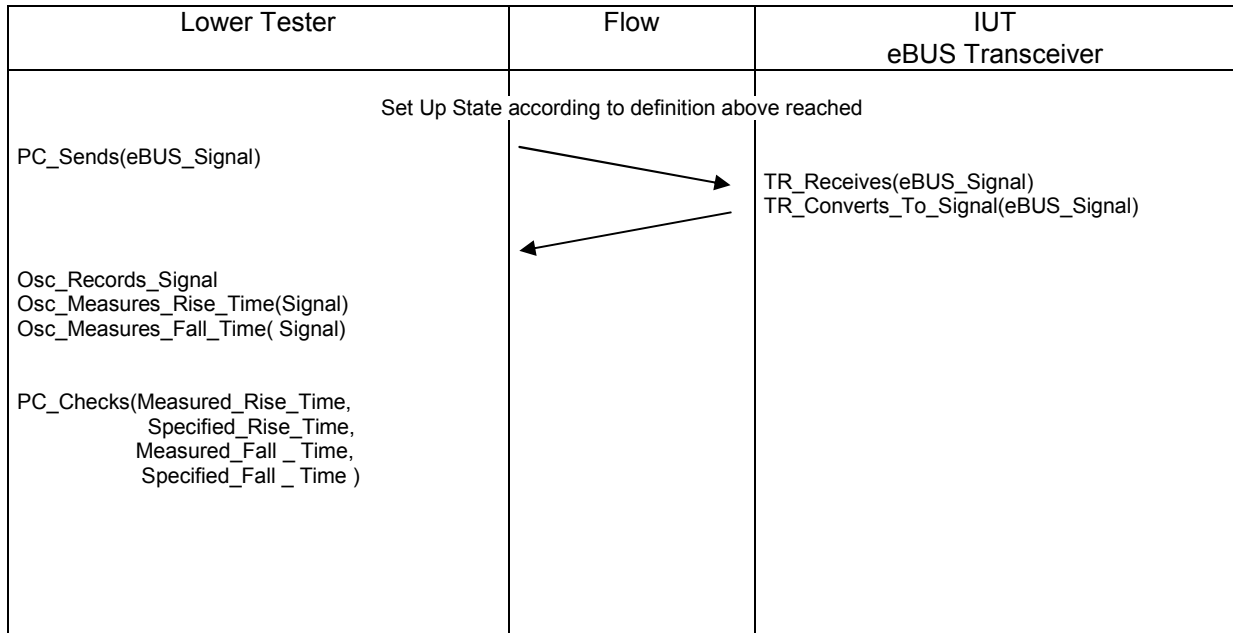 Lower Tester
Flow
IUT
eBUS Transceiver
Set Up State according to definition above reached
PC_Sends(eBUS_Signal)
TR_Receives(eBUS_Signal)
TR_Converts_To_Signal(eBUS_Signal)
Osc_Records_Signal
Osc_Measures_Rise_Time(Signal)
Osc_Measures_Fall_Time( Signal)
PC_Checks(Measured_Rise_Time,
Specified_Rise_Time,
Measured_Fall _ Time,
Specified_Fall _ Time )